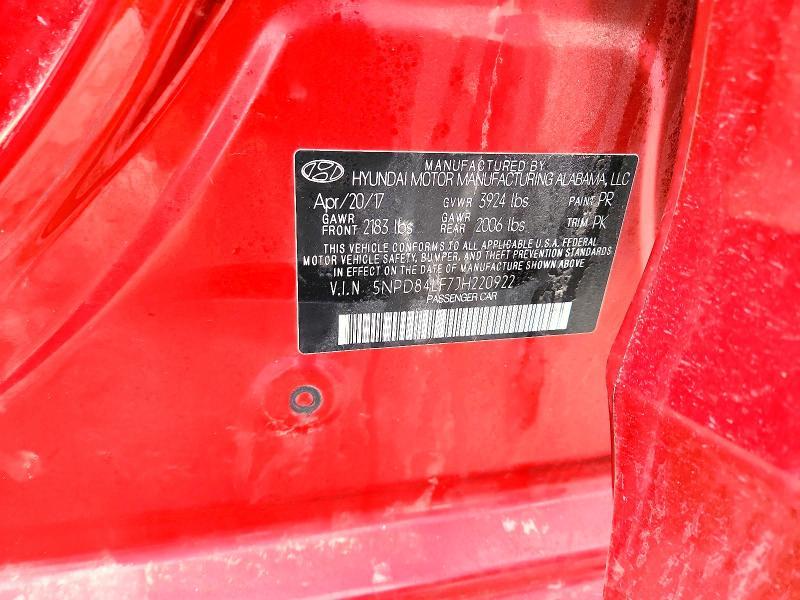 MANUFACTURED BY
HYUNDAI MOTOR MANUFACTURING ALABAMA, LLC
Apr/20/17 GVWR 3924 lbs PAINT PR
GAWR FRONT 2183 lbs GAWR REAR 2006 lbs TRIM PK
THIS VEHICLE CONFORMS TO ALL APPLICABLE U.S.A. FEDERAL
MOTOR VEHICLE SAFETY, BUMPER, AND THEFT PREVENTION STANDARDS
IN EFFECT ON THE DATE OF MANUFACTURE SHOWN ABOVE
V.I.N 5NPD84LF7JH220922
PASSENGER CAR